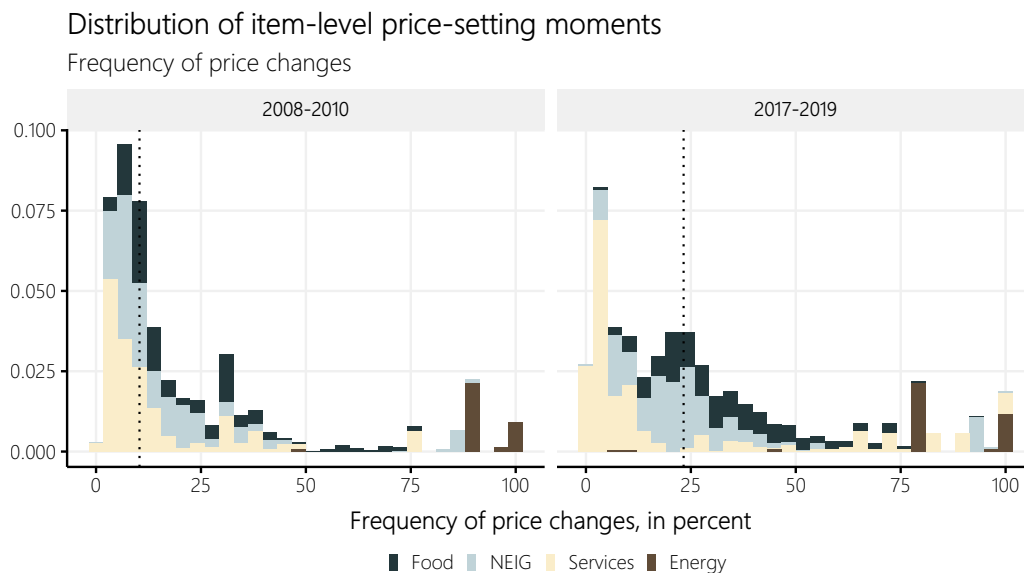 Distribution of item-level price-setting moments
Frequency of price changes
2008-2010 2017-2019
0.100
0.075
0.050
0.025
0.000
0 25 50 75 100 0 25 50 75 100
Frequency of price changes, in percent
Food NEIG Services Energy